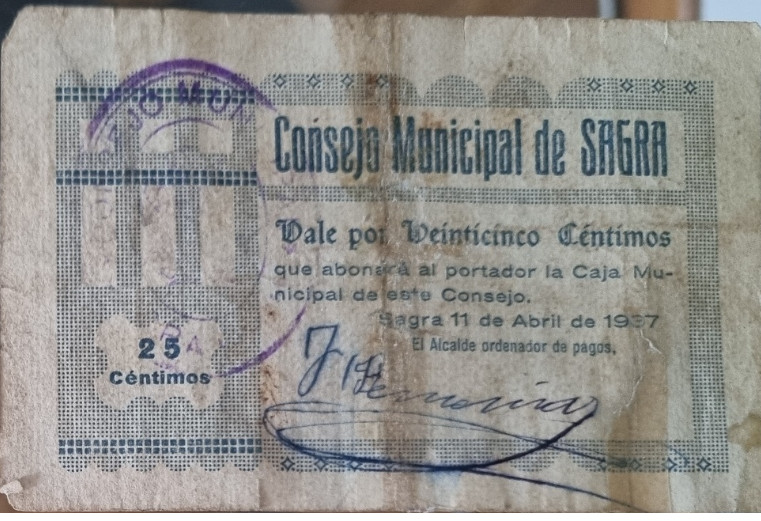 Consejo Municipal de SAGRA
Vale por Veinticinco Céntimos
que abonará al portador la Caja Mu-
nicipal de este Consejo.
Sagra 11 de Abril de 1937
El Alcalde ordenador de pagos,
25
Céntimos